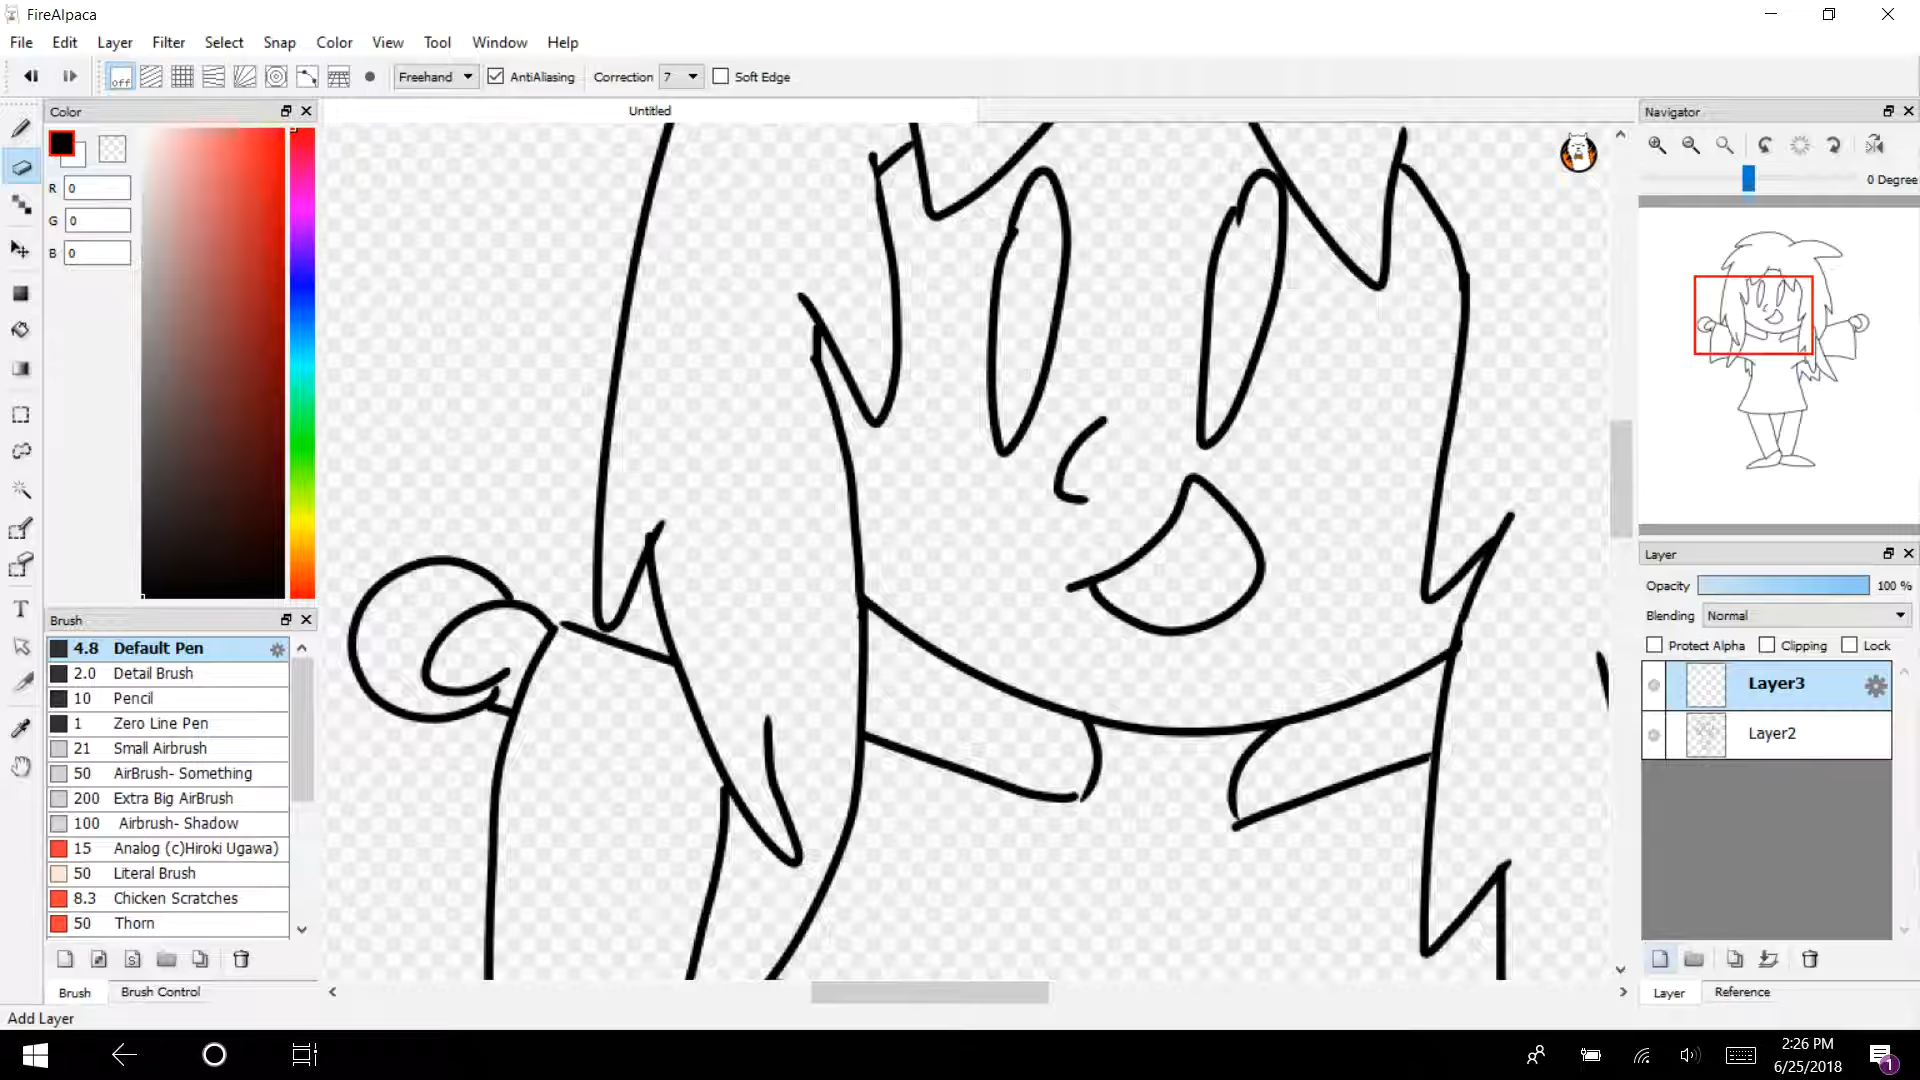 FireAlpaca
File Edit Layer Filter Select Snap Color View Tool Window Help
off Freehand AntiAliasing Correction 7 Soft Edge
Color
Untitled
Navigator
R 0
G 0
B 0
0 Degree
Brush
4.8 Default Pen
2.0 Detail Brush
10 Pencil
1 Zero Line Pen
21 Small Airbrush
50 AirBrush- Something
200 Extra Big AirBrush
100 Airbrush- Shadow
15 Analog (c)Hiroki Ugawa)
50 Literal Brush
8.3 Chicken Scratches
50 Thorn
Brush Brush Control
Layer
Opacity 100 %
Blending Normal
Protect Alpha Clipping Lock
Layer3
Layer2
Layer Reference
Add Layer
2:26 PM
6/25/2018
1